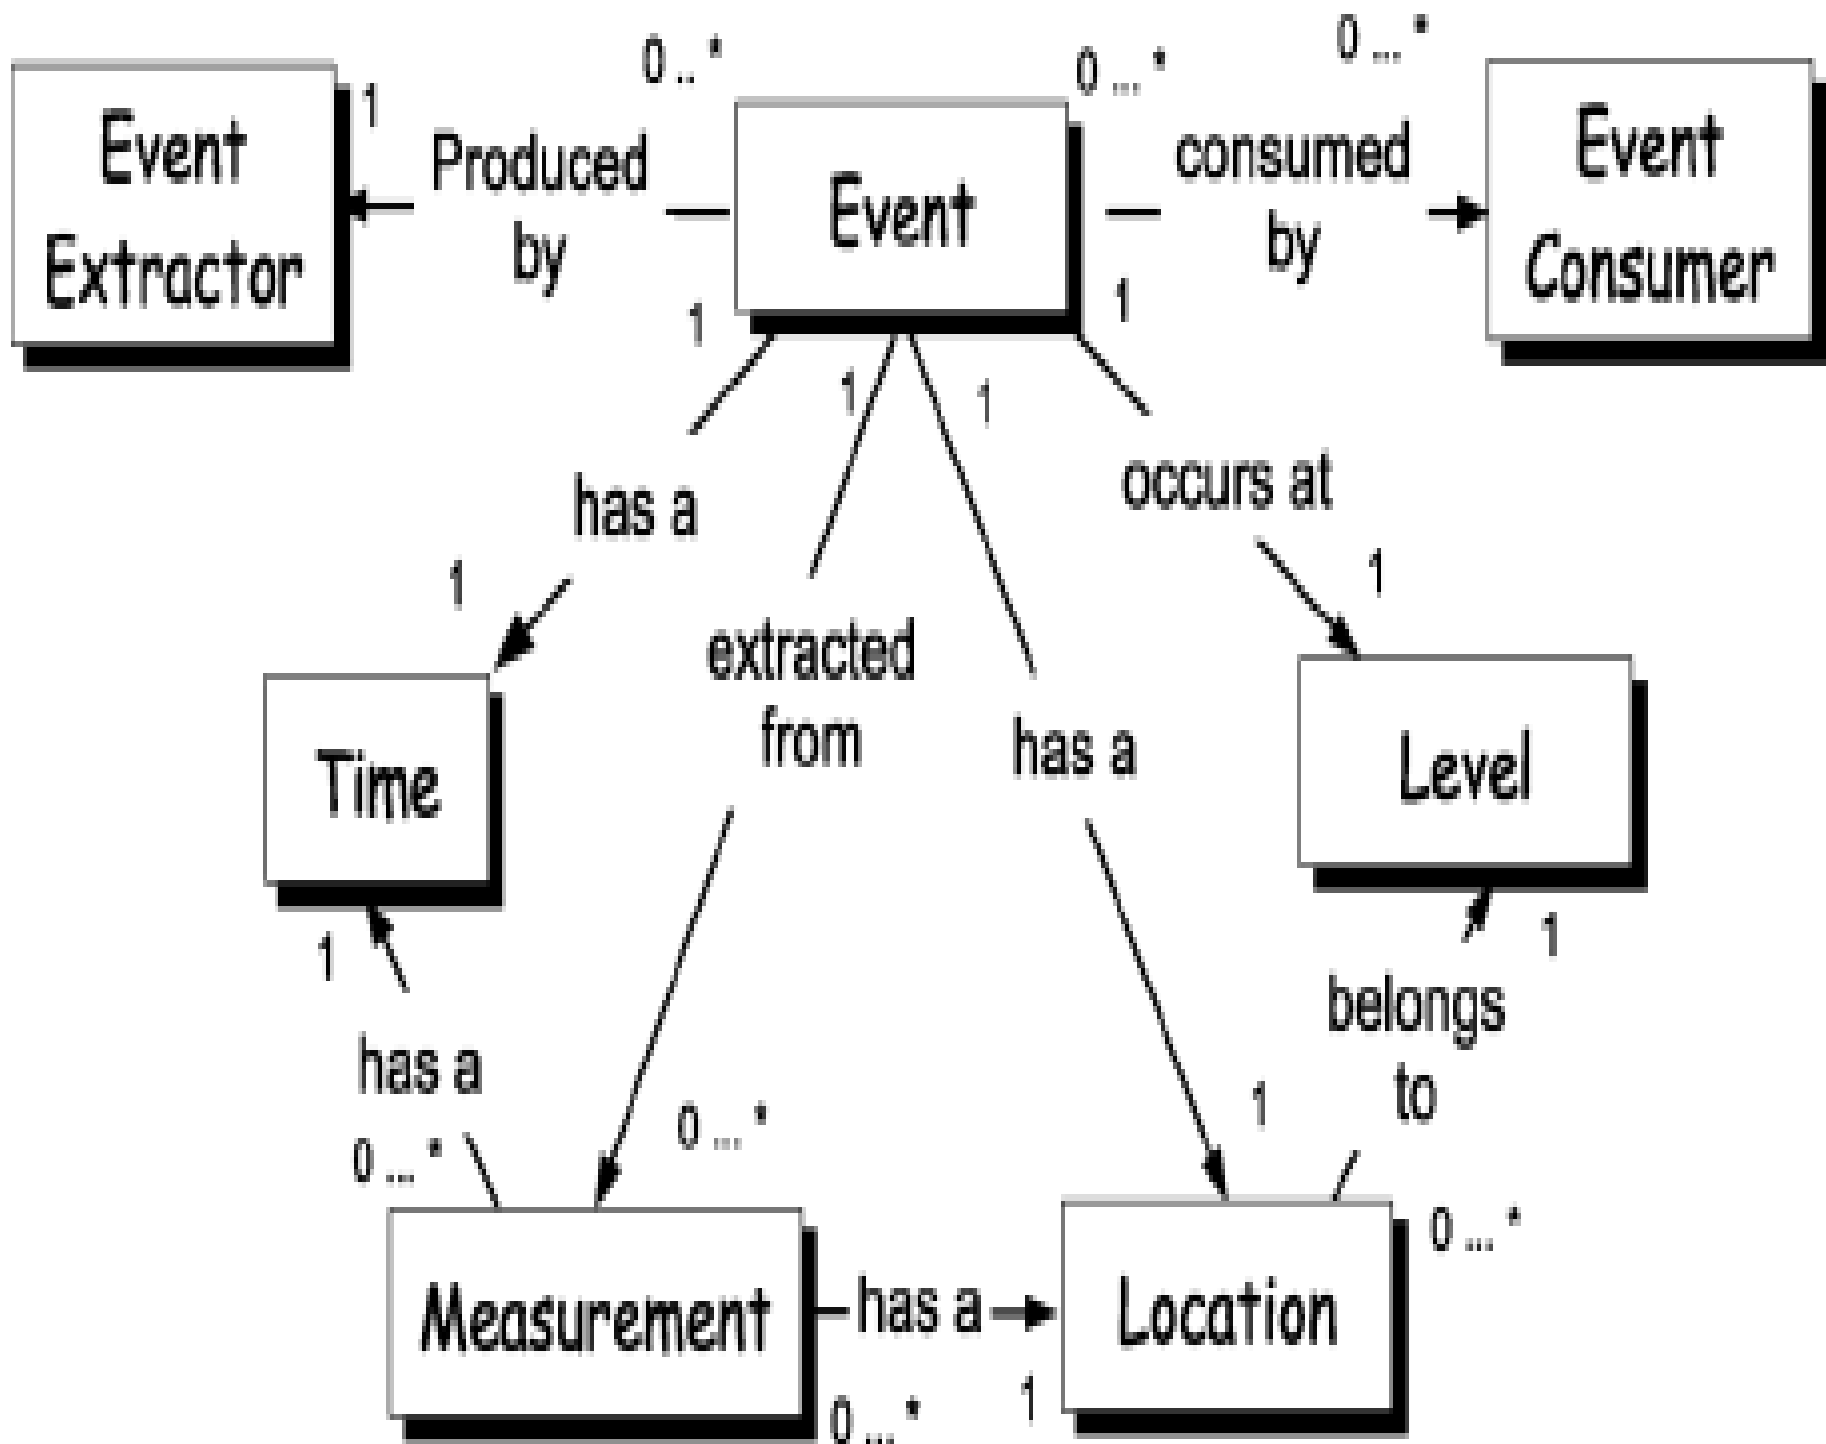 0 .. *
0 ... *
0 ... *
1
Event
Extractor
Produced
by
Event
consumed
by
Event
Consumer
1
1
1
1
has a
occurs at
1
1
extracted
from
has a
Time
Level
1
1
has a
belongs
to
0 ... *
0 ... *
1
0 ... *
Measurement
has a
Location
0 ... *
1